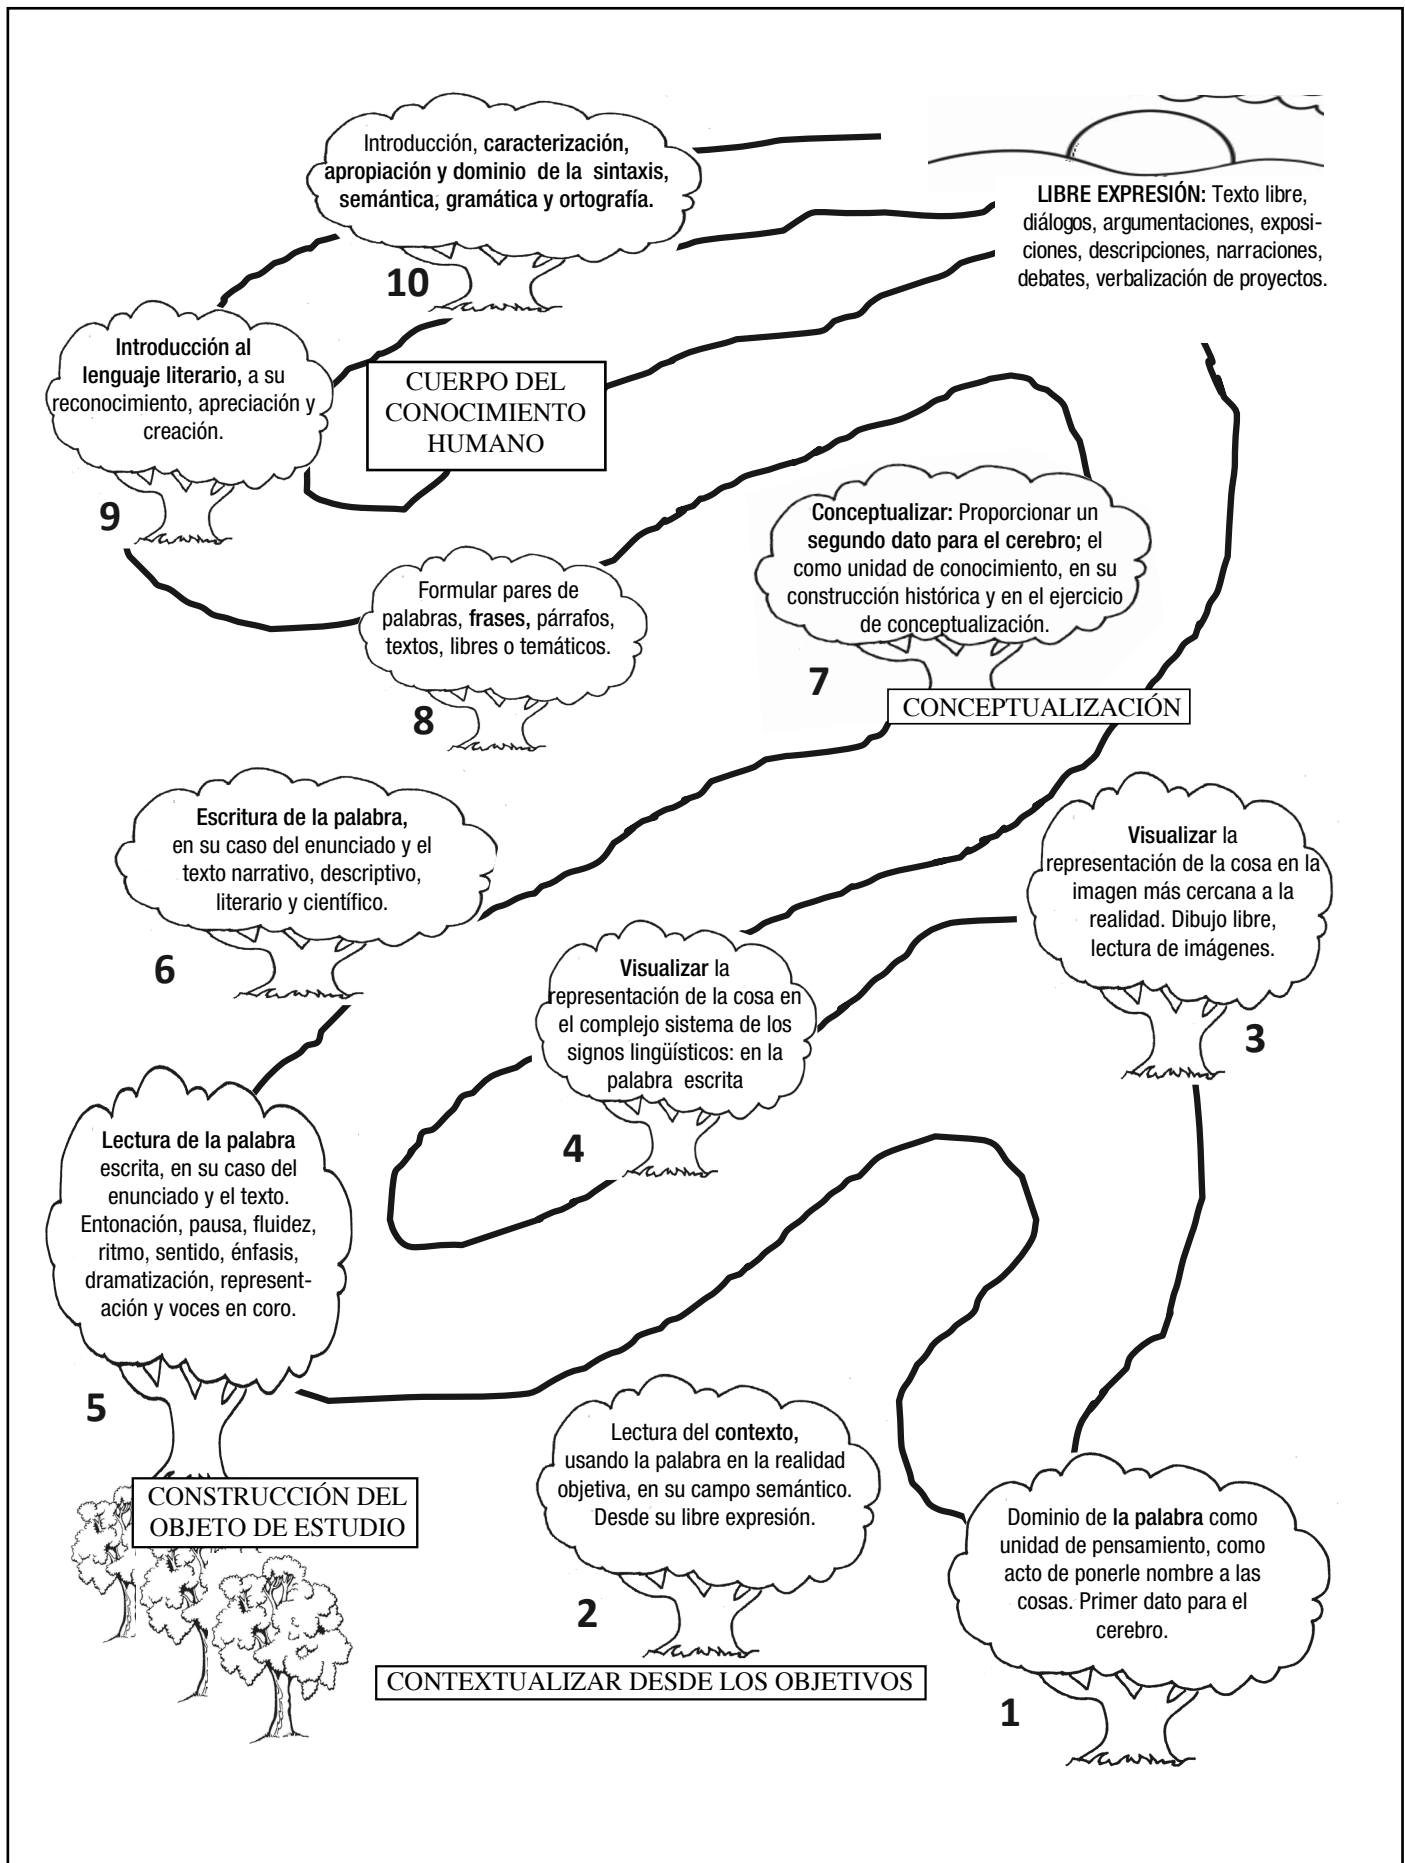 Introducción, caracterización,
apropiación y dominio de la sintaxis,
semántica, gramática y ortografía.
10
LIBRE EXPRESIÓN: Texto libre,
diálogos, argumentaciones, exposi-
ciones, descripciones, narraciones,
debates, verbalización de proyectos.
Introducción al
lenguaje literario, a su
reconocimiento, apreciación y
creación.
9
CUERPO DEL
CONOCIMIENTO
HUMANO
Conceptualizar: Proporcionar un
segundo dato para el cerebro; el
como unidad de conocimiento, en su
construcción histórica y en el ejercicio
de conceptualización.
7
CONCEPTUALIZACIÓN
Formular pares de
palabras, frases, párrafos,
textos, libres o temáticos.
8
Escritura de la palabra,
en su caso del enunciado y el
texto narrativo, descriptivo,
literario y científico.
6
Visualizar la
representación de la cosa en la
imagen más cercana a la
realidad. Dibujo libre,
lectura de imágenes.
3
Visualizar la
representación de la cosa en
el complejo sistema de los
signos lingüísticos: en la
palabra escrita
4
Lectura de la palabra
escrita, en su caso del
enunciado y el texto.
Entonación, pausa, fluidez,
ritmo, sentido, énfasis,
dramatización, represent-
ación y voces en coro.
5
CONSTRUCCIÓN DEL
OBJETO DE ESTUDIO
Lectura del contexto,
usando la palabra en la realidad
objetiva, en su campo semántico.
Desde su libre expresión.
2
CONTEXTUALIZAR DESDE LOS OBJETIVOS
Dominio de la palabra como
unidad de pensamiento, como
acto de ponerle nombre a las
cosas. Primer dato para el
cerebro.
1